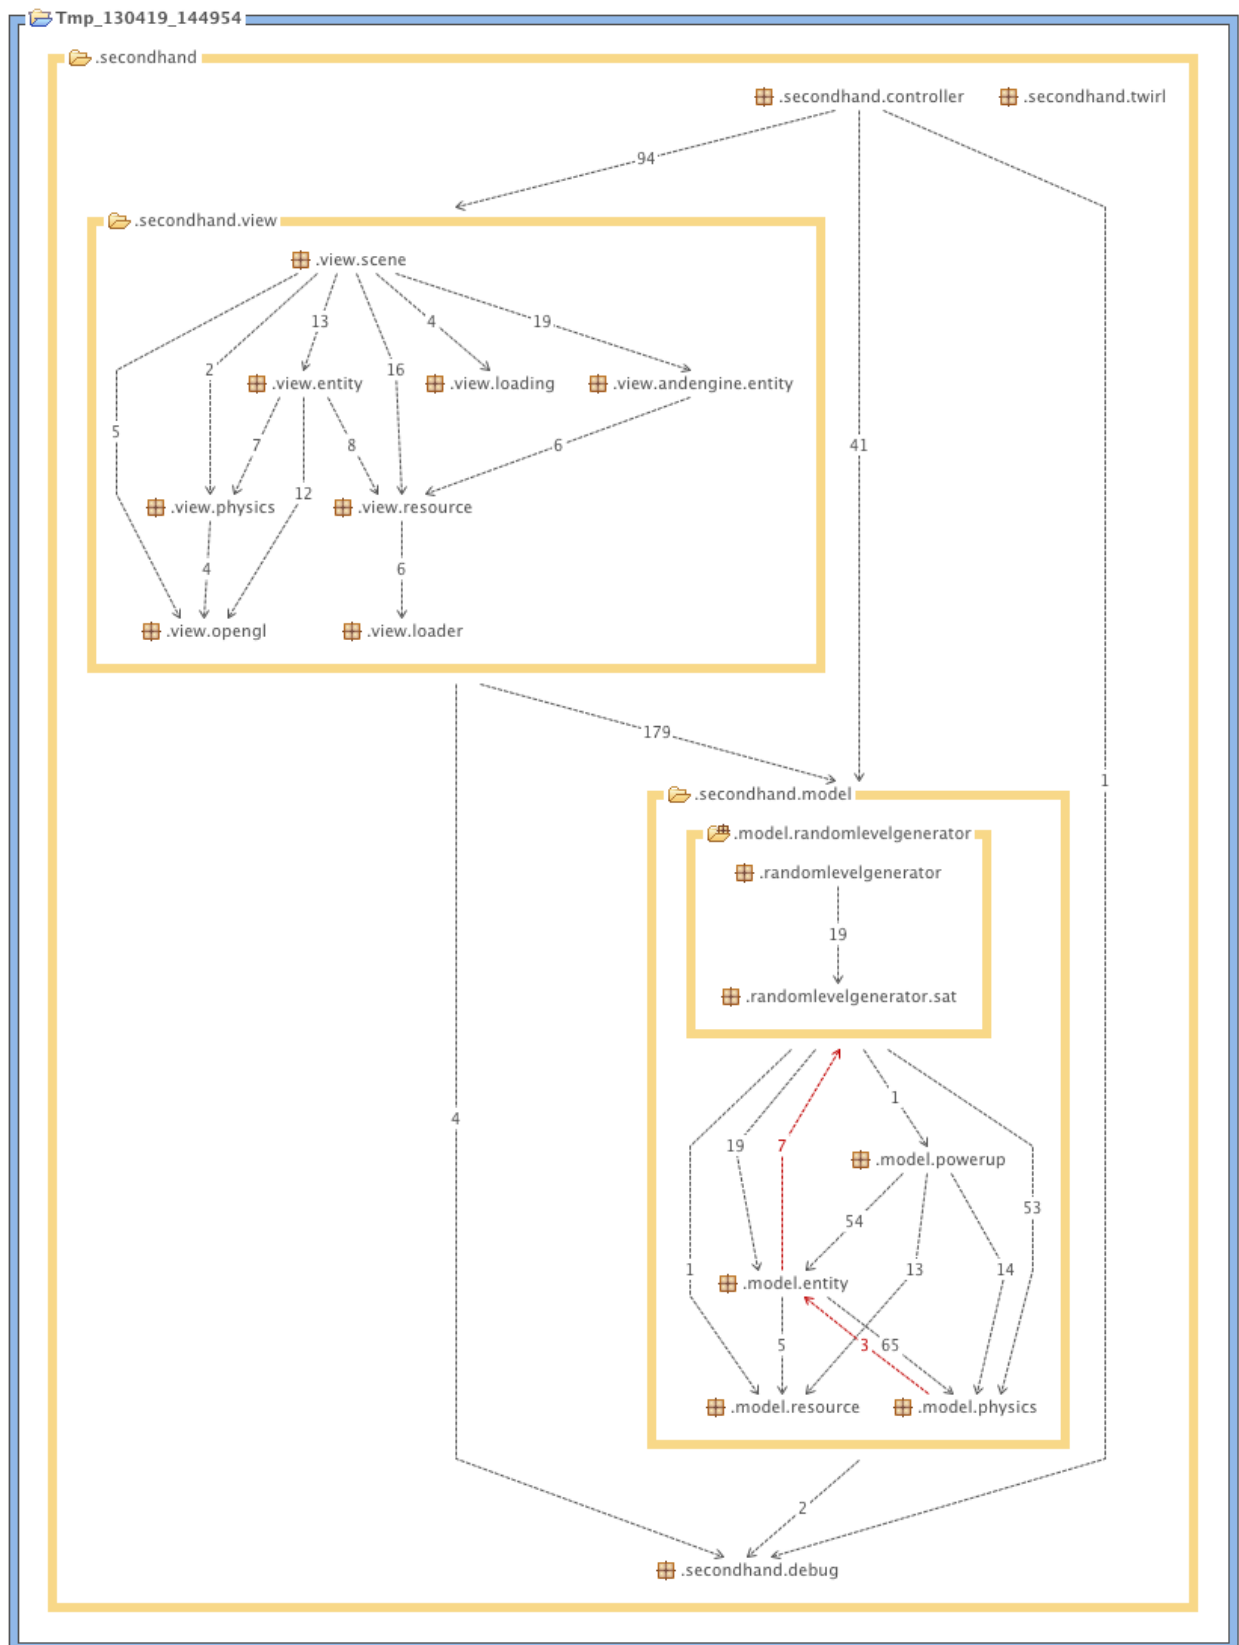 Tmp_130419_144954
.secondhand
.secondhand.controller .secondhand.twirl
94
.secondhand.view
.view.scene
13 4 19
2 16
.view.entity .view.loading .view.andengine.entity
5 7 8 6 41
12
.view.physics .view.resource
4 6
.view.opengl .view.loader
179
1
.secondhand.model
.model.randomlevelgenerator
.randomlevelgenerator
19
.randomlevelgenerator.sat
1
4
19 7
.model.powerup
53
54
1 13 14
.model.entity
5 3 65
.model.resource .model.physics
2
.secondhand.debug